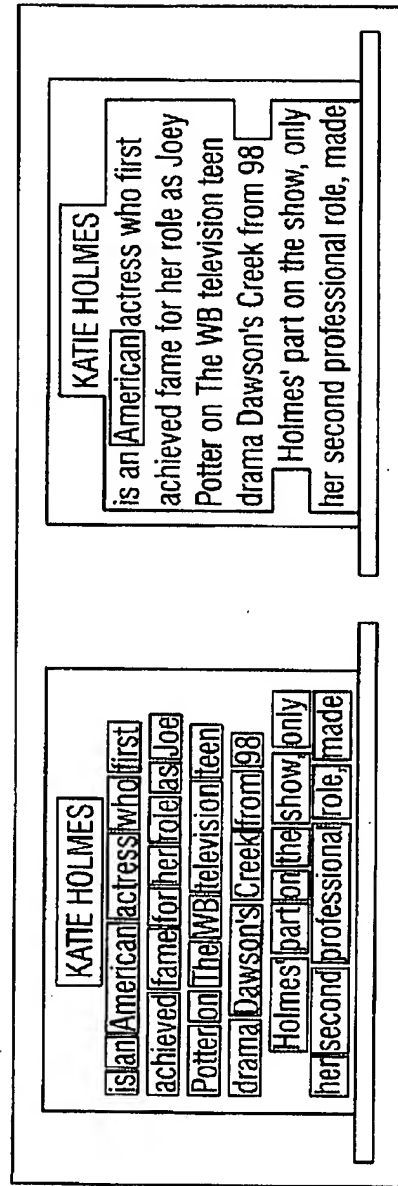 KATIE HOLMES
is an American actress who first
achieved fame for her role as Joe
Potter on The WB television teen
drama Dawson's Creek from 98
Holmes' part on the show, only
her second professional role, made
KATIE HOLMES
is an American actress who first
achieved fame for her role as Joey
Potter on The WB television teen
drama Dawson's Creek from 98
Holmes' part on the show, only
her second professional role, made